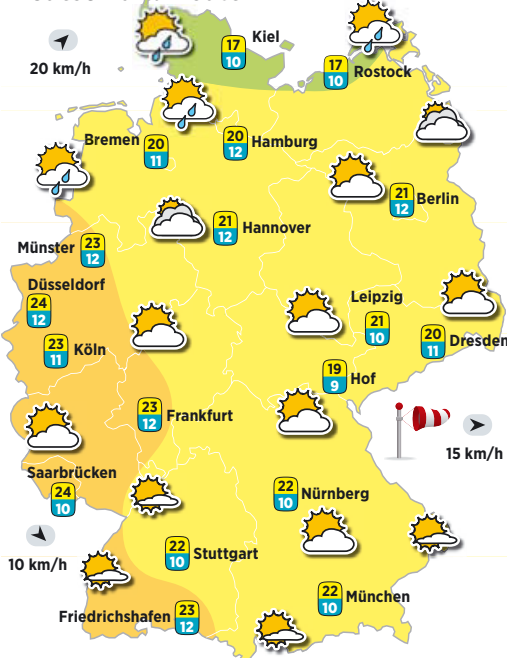 Kiel
17
10
20 km/h
17
10
Rostock
Bremen
20
11
20
12
Hamburg
21
12
Berlin
21
12
Hannover
Münster
23
12
Düsseldorf
24
12
Leipzig
21
10
23
11
Köln
20
11
Dresden
19
9
Hof
23
12
Frankfurt
15 km/h
Saarbrücken
24
10
22
10
Nürnberg
22
10
Stuttgart
10 km/h
22
10
München
Friedrichshafen
23
12